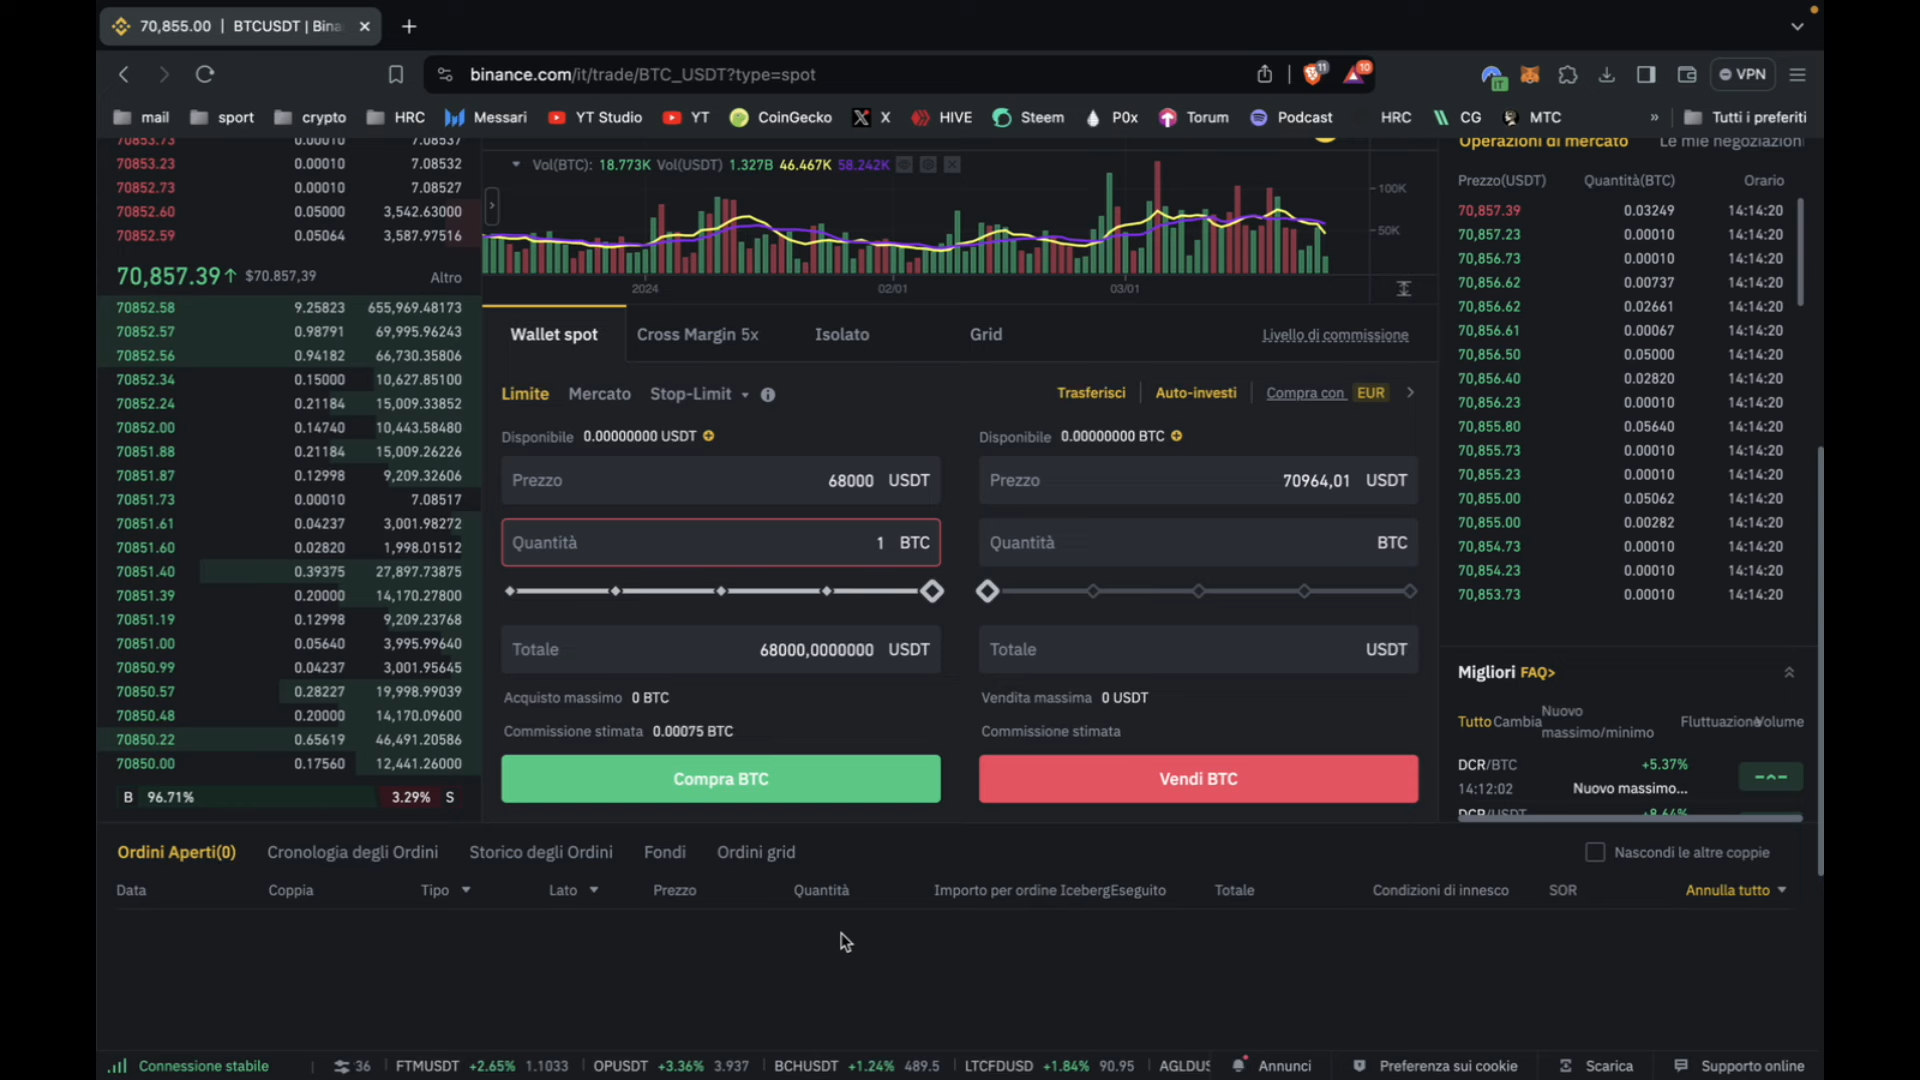 70,855.00 | BTCUSDT | Bina
binance.com/it/trade/BTC_USDT?type=spot
11
10
IT
VPN
mail sport crypto HRC Messari YT Studio YT CoinGecko X HIVE Steem P0x Torum Podcast HRC CG MTC » Tutti i preferiti
70853.73 0.00010 7.08537
70853.23 0.00010 7.08532
70852.73 0.00010 7.08527
70852.60 0.05000 3,542.63000
70852.59 0.05064 3,587.97516
70,857.39↑ $70.857,39 Altro
70852.58 9.25823 655,969.48173
70852.57 0.98791 69,995.96243
70852.56 0.94182 66,730.35806
70852.34 0.15000 10,627.85100
70852.24 0.21184 15,009.33852
70852.00 0.14740 10,443.58480
70851.88 0.21184 15,009.26226
70851.87 0.12998 9,209.32606
70851.73 0.00010 7.08517
70851.61 0.04237 3,001.98272
70851.60 0.02820 1,998.01512
70851.40 0.39375 27,897.73875
70851.39 0.20000 14,170.27800
70851.19 0.12998 9,209.23768
70851.00 0.05640 3,995.99640
70850.99 0.04237 3,001.95645
70850.57 0.28227 19,998.99039
70850.48 0.20000 14,170.09600
70850.22 0.65619 46,491.20586
70850.00 0.17560 12,441.26000
B 96.71% 3.29% S
Vol(BTC): 18.773K Vol(USDT) 1.327B 46.467K 58.242K
100K
50K
2024 02/01 03/01
Wallet spot Cross Margin 5x Isolato Grid Livello di commissione
Limite Mercato Stop-Limit Trasferisci Auto-investi Compra con EUR
Disponibile 0.00000000 USDT
Prezzo 68000 USDT
Quantità 1 BTC
Totale 68000,0000000 USDT
Acquisto massimo 0 BTC
Commissione stimata 0.00075 BTC
Compra BTC
Disponibile 0.00000000 BTC
Prezzo 70964,01 USDT
Quantità BTC
Totale USDT
Vendita massima 0 USDT
Commissione stimata
Vendi BTC
Operazioni di mercato Le mie negoziazioni
Prezzo(USDT) Quantità(BTC) Orario
70,857.39 0.03249 14:14:20
70,857.23 0.00010 14:14:20
70,856.73 0.00010 14:14:20
70,856.62 0.00737 14:14:20
70,856.62 0.02661 14:14:20
70,856.61 0.00067 14:14:20
70,856.50 0.05000 14:14:20
70,856.40 0.02820 14:14:20
70,856.23 0.00010 14:14:20
70,855.80 0.05640 14:14:20
70,855.73 0.00010 14:14:20
70,855.23 0.00010 14:14:20
70,855.00 0.05062 14:14:20
70,855.00 0.00282 14:14:20
70,854.73 0.00010 14:14:20
70,854.23 0.00010 14:14:20
70,853.73 0.00010 14:14:20
Migliori FAQ>
Tutto Cambia Nuovo massimo/minimo Fluttuazione Volume
DCR/BTC +5.37%
14:12:02 Nuovo massimo...
DCR/USDT +8.64%
Ordini Aperti(0) Cronologia degli Ordini Storico degli Ordini Fondi Ordini grid Nascondi le altre coppie
Data Coppia Tipo Lato Prezzo Quantità Importo per ordine Iceberg Eseguito Totale Condizioni di innesco SOR Annulla tutto
Connessione stabile 36 FTMUSDT +2.65% 1.1033 OPUSDT +3.36% 3.937 BCHUSDT +1.24% 489.5 LTCFDUSD +1.84% 90.95 AGLDUS Annunci Preferenza sui cookie Scarica Supporto online